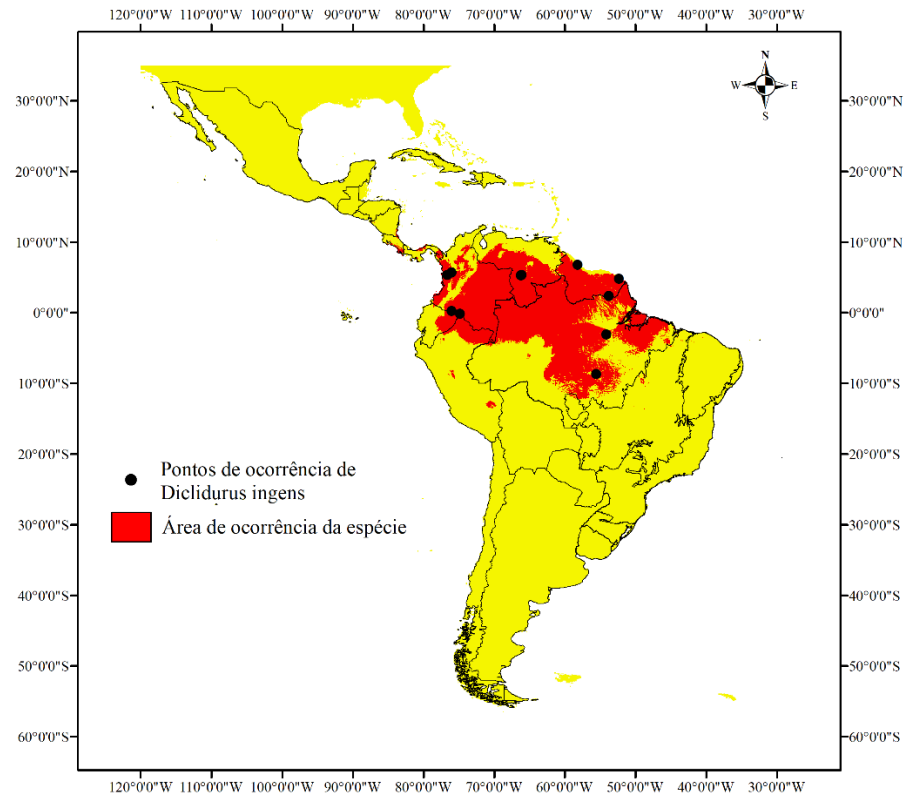 120°0'0"W 110°0'0"W 100°0'0"W 90°0'0"W 80°0'0"W 70°0'0"W 60°0'0"W 50°0'0"W 40°0'0"W 30°0'0"W
N
W E
S
30°0'0"N 30°0'0"N
20°0'0"N 20°0'0"N
10°0'0"N 10°0'0"N
0°0'0" 0°0'0"
10°0'0"S 10°0'0"S
20°0'0"S 20°0'0"S
Pontos de ocorrência de
Diclidurus ingens
30°0'0"S 30°0'0"S
Área de ocorrência da espécie
40°0'0"S 40°0'0"S
50°0'0"S 50°0'0"S
60°0'0"S 60°0'0"S
120°0'0"W 110°0'0"W 100°0'0"W 90°0'0"W 80°0'0"W 70°0'0"W 60°0'0"W 50°0'0"W 40°0'0"W 30°0'0"W